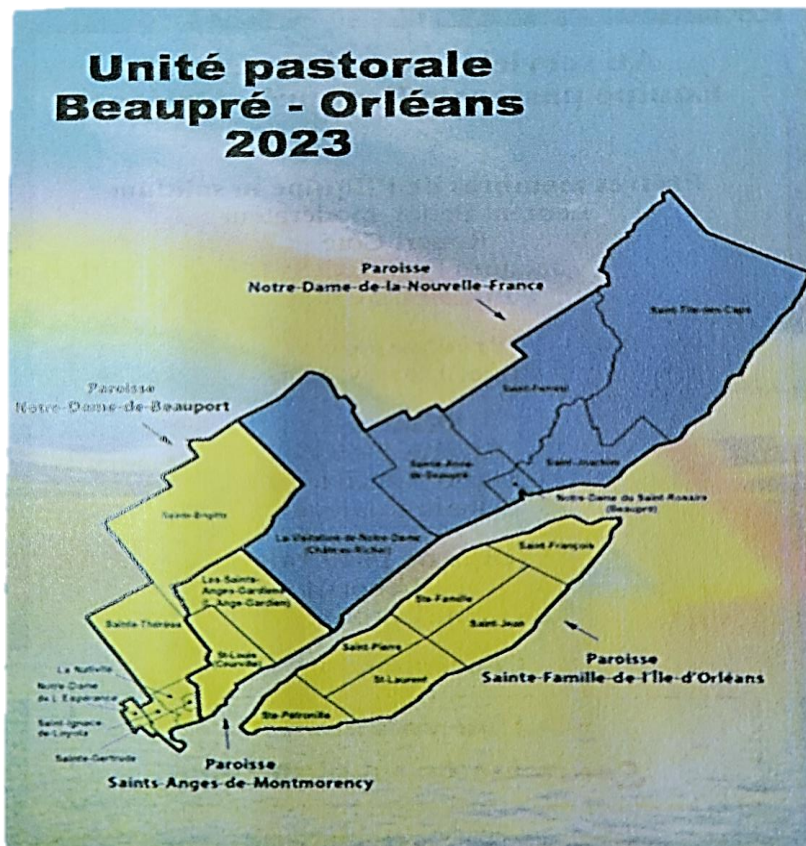 Unité pastorale
Beaupré - Orléans
2023
Paroisse
Notre-Dame-de-la-Nouvelle-France
Saint-Tite-des-Caps
Saint-Ferréol
Paroisse
Notre-Dame-de-Beauport
Sainte-Anne-
de-Beaupré
Saint-Joachim
Notre-Dame du Saint-Rosaire
(Beaupré)
Sainte-Brigitte
La Visitation-de-Notre-Dame
(Château-Richer)
Saint-François
Les-Saints-
Anges-Gardiens
(L'Ange-Gardien)
Ste-Famille
Sainte-Thérèse
Saint-Jean
St-Louis
(Courville)
Saint-Pierre
Paroisse
Sainte-Famille-de-l'Île-d'Orléans
La Nativité
St-Laurent
Notre-Dame
de L'Espérance
Saint-Ignace
de-Loyola
Ste-Pétronille
Sainte-Gertrude
Paroisse
Saints-Anges-de-Montmorency